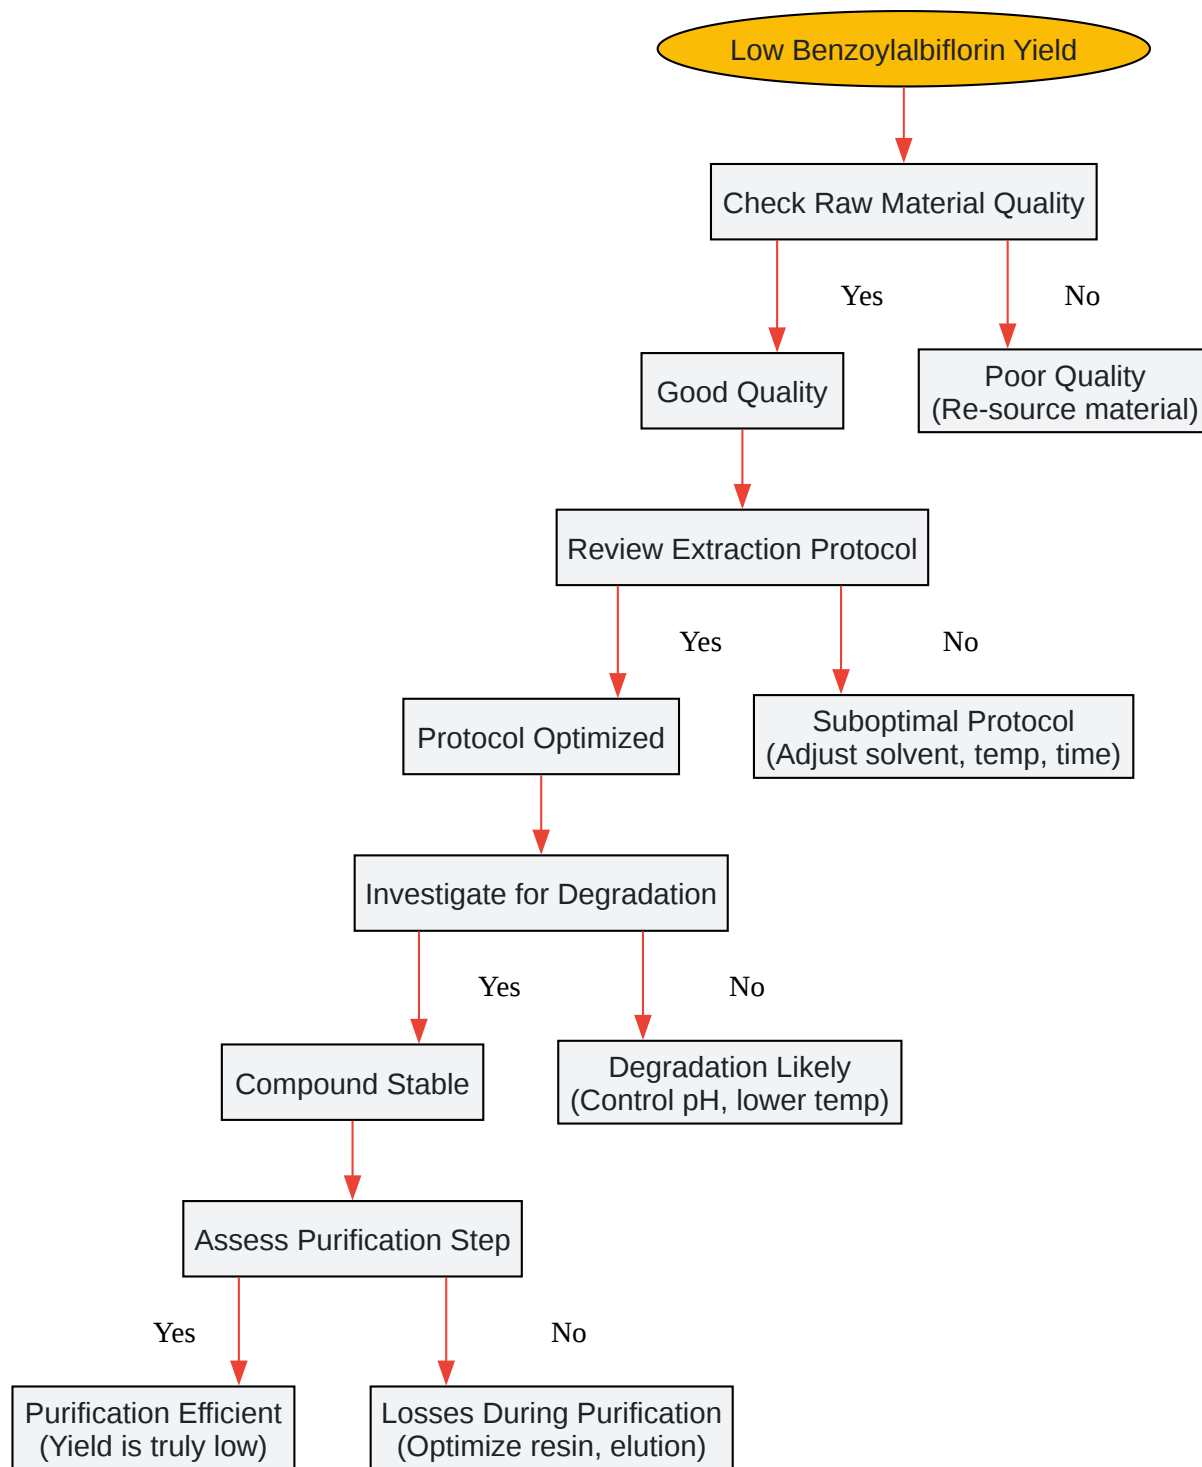 Low Benzoylalbiflorin Yield
Check Raw Material Quality
Yes
No
Good Quality
Poor Quality
(Re-source material)
Review Extraction Protocol
Yes
No
Protocol Optimized
Suboptimal Protocol
(Adjust solvent, temp, time)
Investigate for Degradation
Yes
No
Compound Stable
Degradation Likely
(Control pH, lower temp)
Assess Purification Step
Yes
No
Purification Efficient
(Yield is truly low)
Losses During Purification
(Optimize resin, elution)